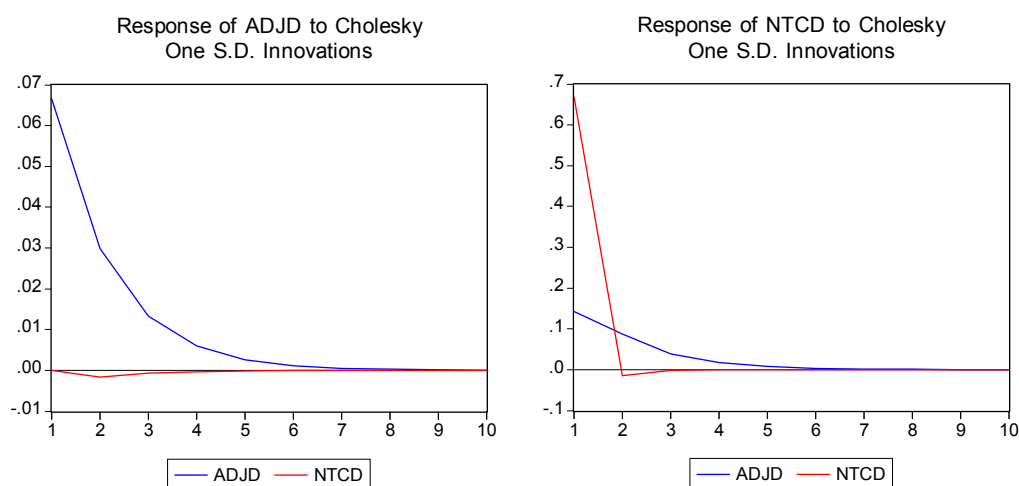 Response of ADJD to Cholesky
One S.D. Innovations
.07
.06
.05
.04
.03
.02
.01
.00
-.01
1 2 3 4 5 6 7 8 9 10
ADJD NTCD
Response of NTCD to Cholesky
One S.D. Innovations
.7
.6
.5
.4
.3
.2
.1
.0
-.1
1 2 3 4 5 6 7 8 9 10
ADJD NTCD